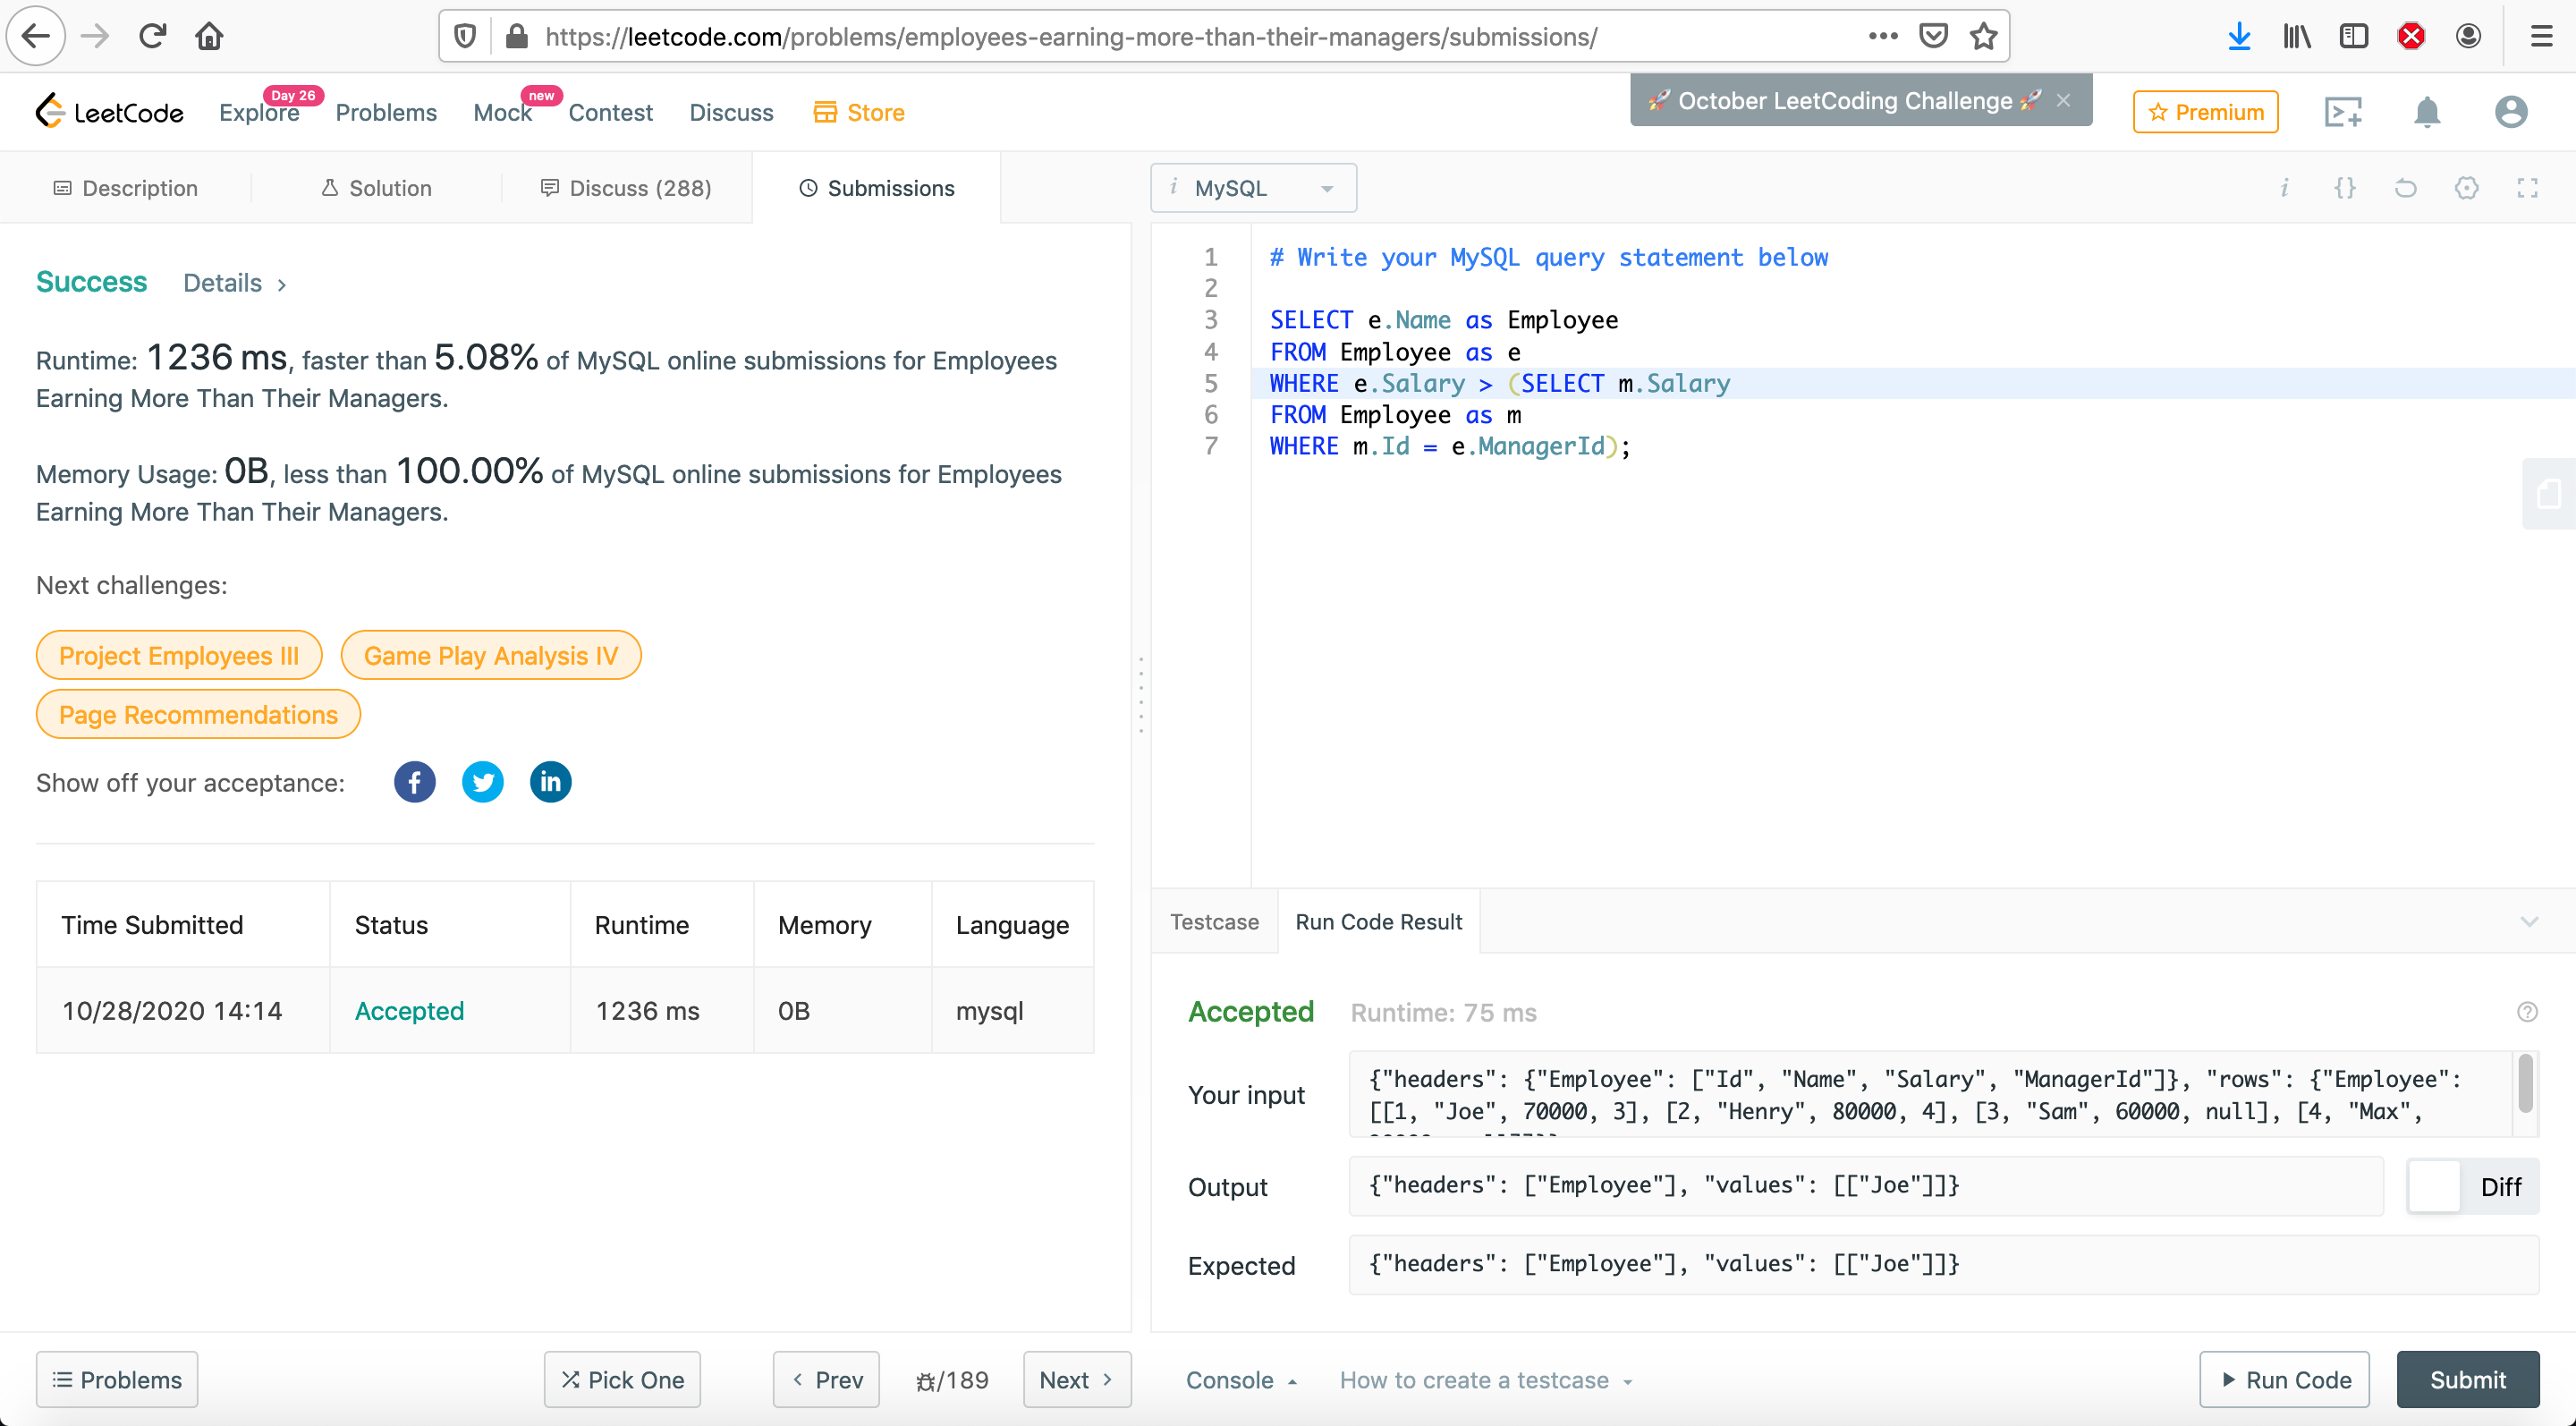 https://leetcode.com/problems/employees-earning-more-than-their-managers/submissions/
LeetCode
Explore
Day 26
Problems
Mock
new
Contest
Discuss
Store
🚀 October LeetCoding Challenge 🚀 ×
Premium
Description
Solution
Discuss (288)
Submissions
i MySQL
Success
Details >
Runtime: 1236 ms, faster than 5.08% of MySQL online submissions for Employees
Earning More Than Their Managers.
Memory Usage: 0B, less than 100.00% of MySQL online submissions for Employees
Earning More Than Their Managers.
Next challenges:
Project Employees III
Game Play Analysis IV
Page Recommendations
Show off your acceptance:
Time Submitted Status Runtime Memory Language
10/28/2020 14:14 Accepted 1236 ms 0B mysql
1 # Write your MySQL query statement below
2
3 SELECT e.Name as Employee
4 FROM Employee as e
5 WHERE e.Salary > (SELECT m.Salary
6 FROM Employee as m
7 WHERE m.Id = e.ManagerId);
Testcase
Run Code Result
Accepted Runtime: 75 ms
Your input
{"headers": {"Employee": ["Id", "Name", "Salary", "ManagerId"]}, "rows": {"Employee":
[[1, "Joe", 70000, 3], [2, "Henry", 80000, 4], [3, "Sam", 60000, null], [4, "Max",
Output
{"headers": ["Employee"], "values": [["Joe"]]}
Diff
Expected
{"headers": ["Employee"], "values": [["Joe"]]}
Problems
Pick One
< Prev
/189
Next >
Console
How to create a testcase
Run Code
Submit